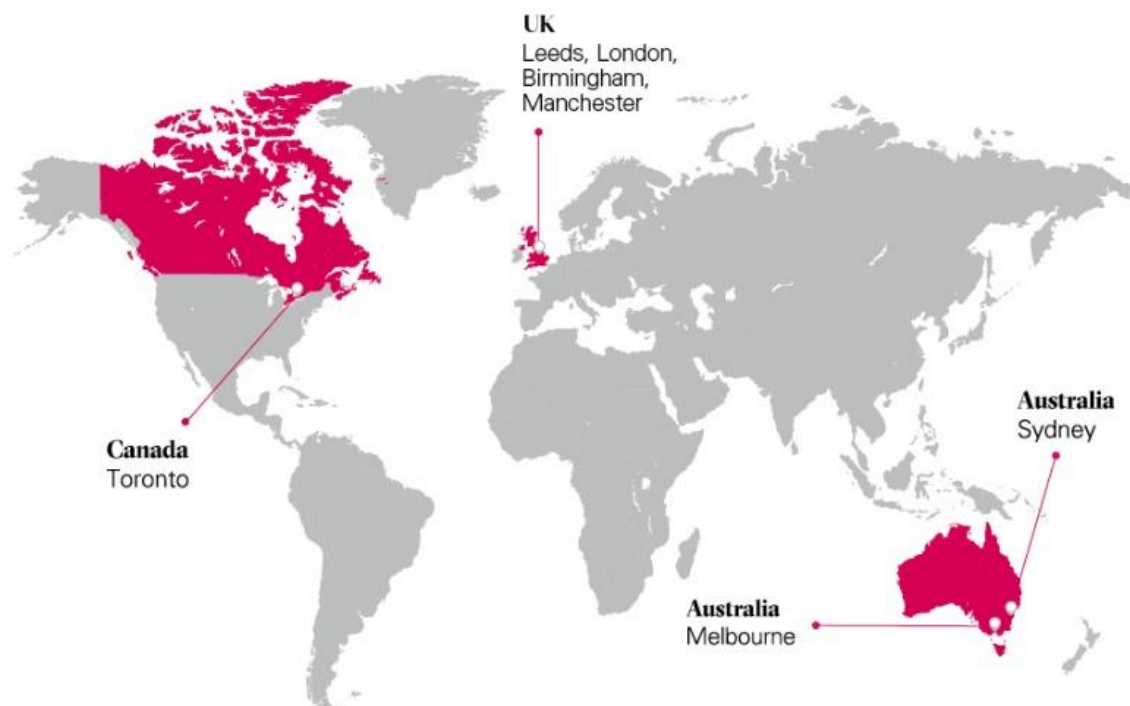 UK
Leeds, London,
Birmingham,
Manchester
Canada
Toronto
Australia
Sydney
Australia
Melbourne